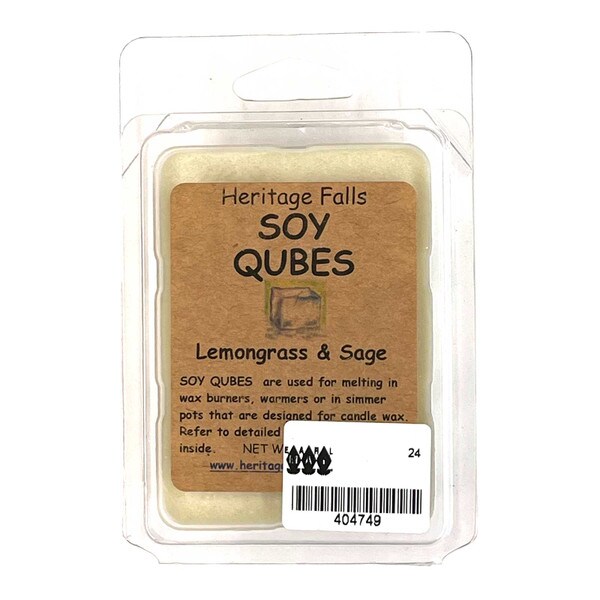 Heritage Falls
SOY
QUBES
Lemongrass & Sage
SOY QUBES are used for melting in
wax burners, warmers or in simmer
pots that are designed for candle wax.
Refer to detailed
inside. NET W
www.heritag
24
404749